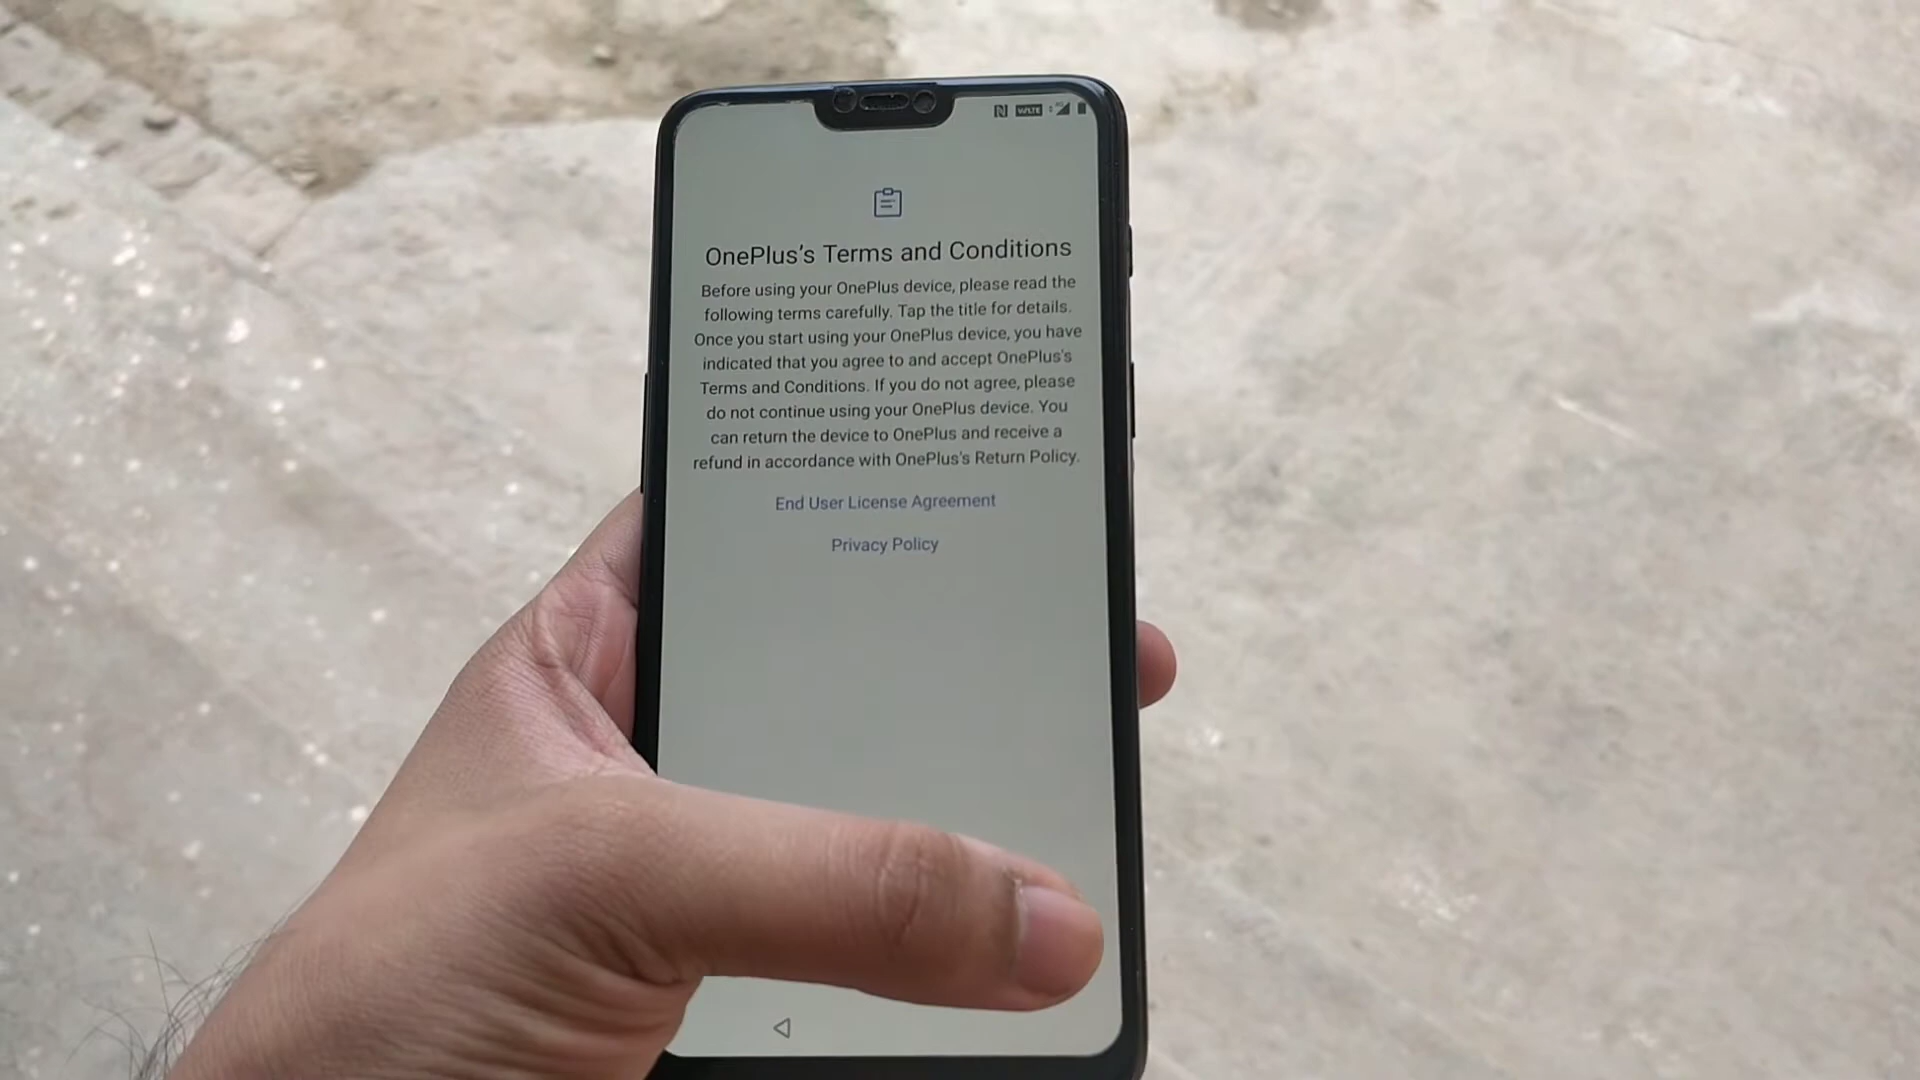 VoLTE
OnePlus’s Terms and Conditions
Before using your OnePlus device, please read the
following terms carefully. Tap the title for details.
Once you start using your OnePlus device, you have
indicated that you agree to and accept OnePlus's
Terms and Conditions. If you do not agree, please
do not continue using your OnePlus device. You
can return the device to OnePlus and receive a
refund in accordance with OnePlus's Return Policy.
End User License Agreement
Privacy Policy